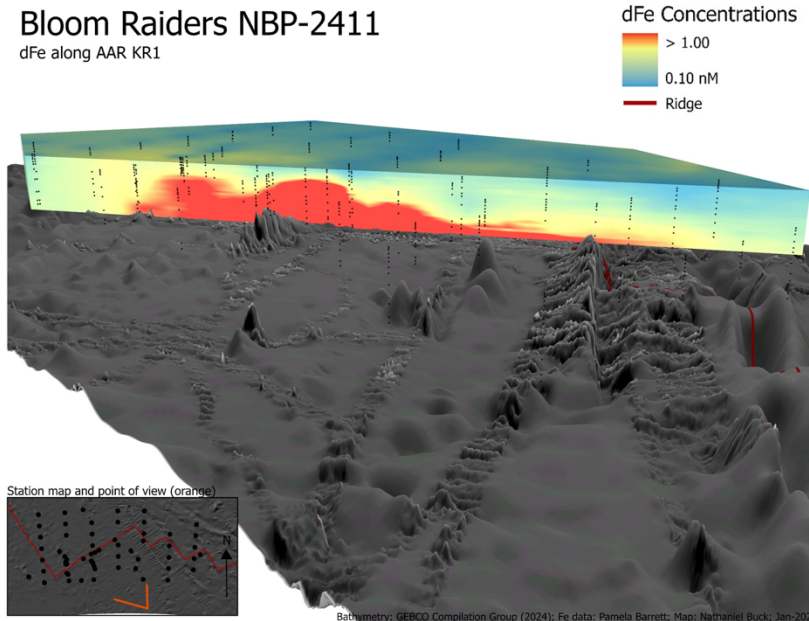 Bloom Raiders NBP-2411
dFe along AAR KR1
dFe Concentrations
> 1.00
0.10 nM
Ridge
Station map and point of view (orange)
N
Bathymetry: GEBCO Compilation Group (2024); Fe data: Pamela Barrett; Map: Nathaniel Buck; Jan-202